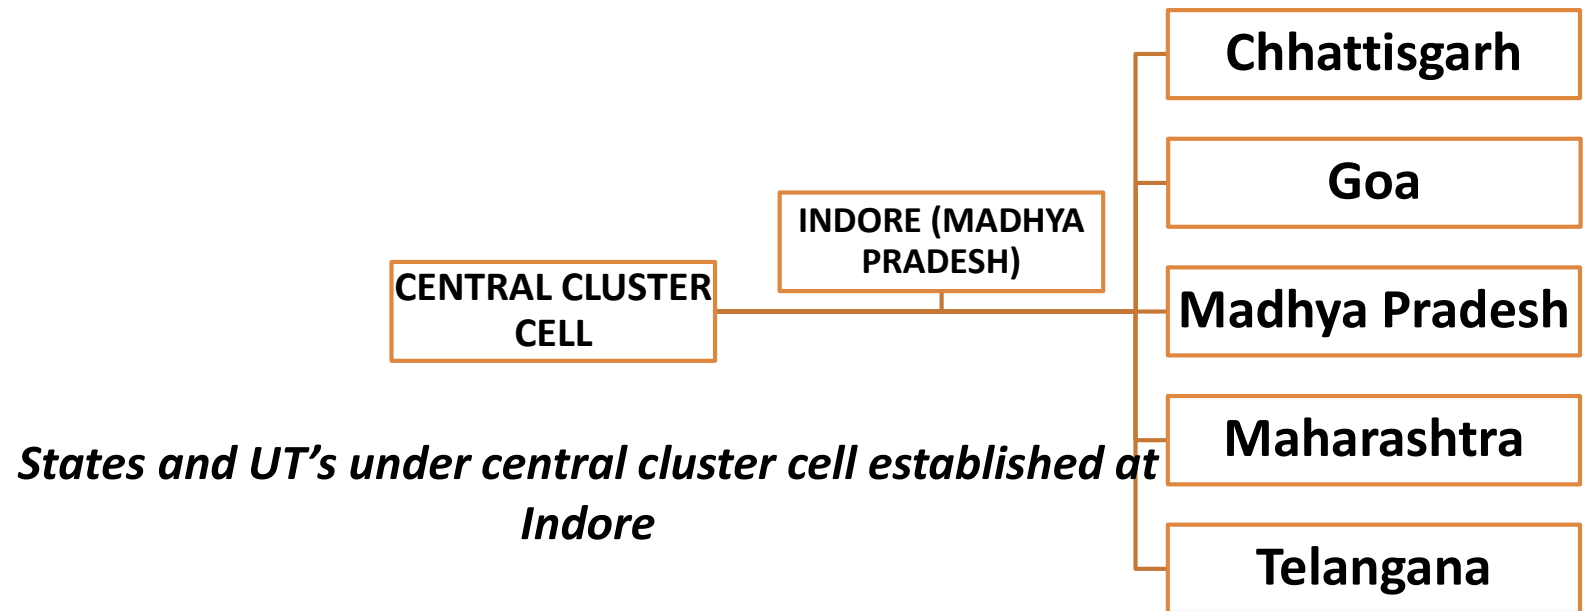 CENTRAL CLUSTER
CELL
INDORE (MADHYA
PRADESH)
Chhattisgarh
Goa
Madhya Pradesh
Maharashtra
Telangana
States and UT’s under central cluster cell established at
Indore